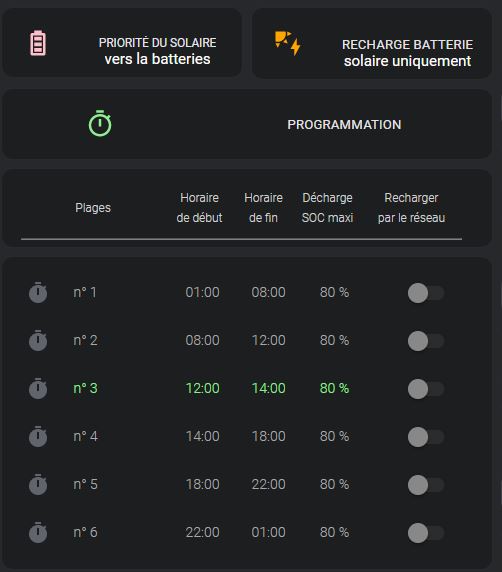 PRIORITÉ DU SOLAIRE
vers la batteries
RECHARGE BATTERIE
solaire uniquement
PROGRAMMATION
Plages Horaire de début Horaire de fin Décharge SOC maxi Recharger par le réseau
n° 1 01:00 08:00 80 %
n° 2 08:00 12:00 80 %
n° 3 12:00 14:00 80 %
n° 4 14:00 18:00 80 %
n° 5 18:00 22:00 80 %
n° 6 22:00 01:00 80 %